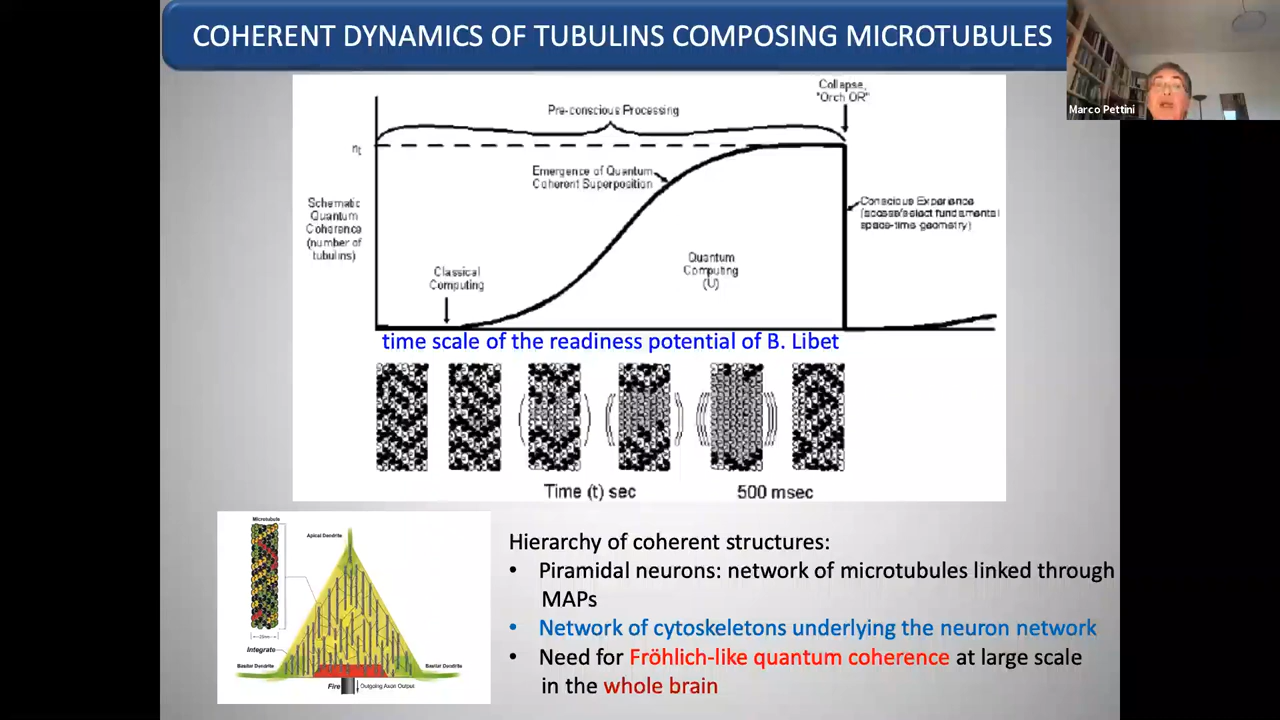 COHERENT DYNAMICS OF TUBULINS COMPOSING MICROTUBULES
Marco Pettini
Collapse,
"Orch OR"
Pre-conscious Processing
nt
Emergence of Quantum
Coherent Superposition
Schematic
Quantum
Coherence
(number of
tubulins)
Conscious Experience
(access/select fundamental
space-time geometry)
Classical
Computing
Quantum
Computing
(U)
time scale of the readiness potential of B. Libet
Time (t) sec
500 msec
Microtubule
Apical Dendrite
Integrate
Basilar Dendrite
Basilar Dendrite
Fire
Outgoing Axon Output
Hierarchy of coherent structures:
• Piramidal neurons: network of microtubules linked through
MAPs
• Network of cytoskeletons underlying the neuron network
• Need for Fröhlich-like quantum coherence at large scale
in the whole brain